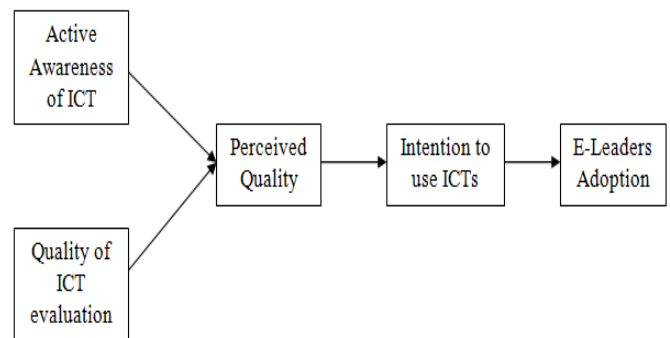 Active
Awareness
of ICT
Perceived
Quality
Intention to
use ICTs
E-Leaders
Adoption
Quality of
ICT
evaluation